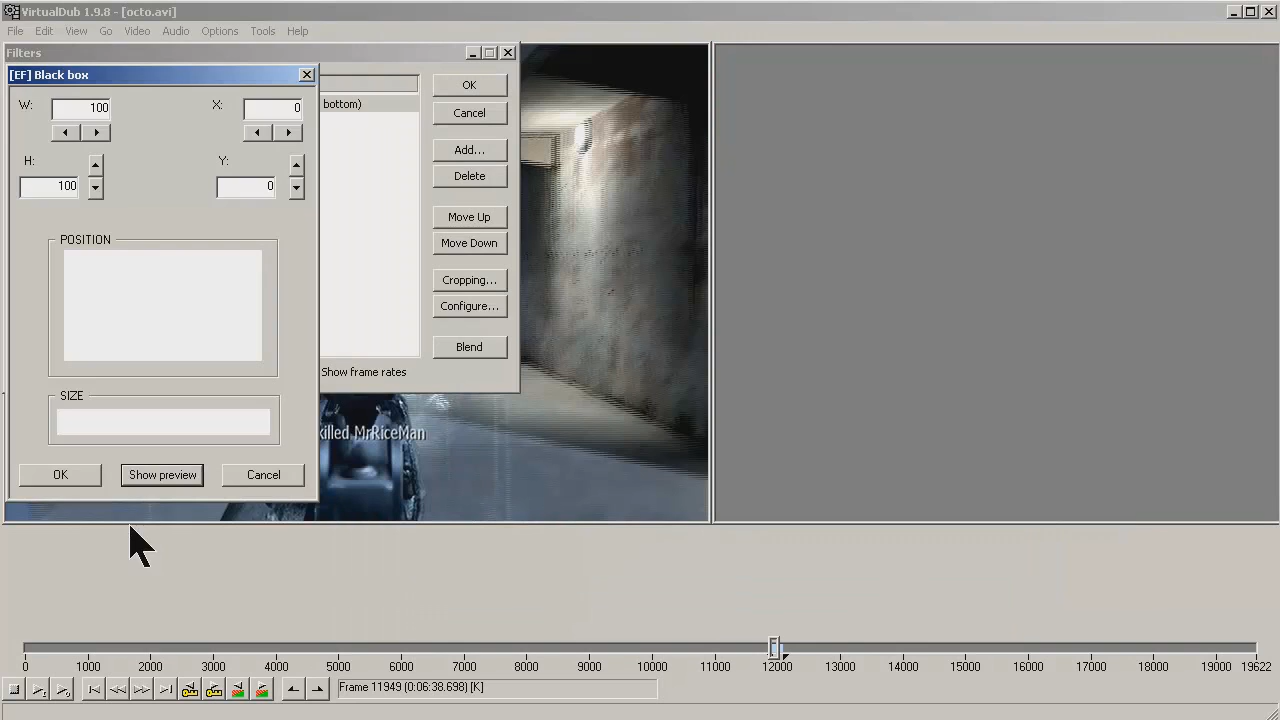 VirtualDub 1.9.8 - [octo.avi]
File Edit View Go Video Audio Options Tools Help
Filters
[EF] Black box
W: 100 X: 0
bottom)
H: 100 Y: 0
POSITION
SIZE
OK Show preview Cancel
OK
Cancel
Add...
Delete
Move Up
Move Down
Cropping...
Configure...
Blend
Show frame rates
killed MrRiceMan
0 1000 2000 3000 4000 5000 6000 7000 8000 9000 10000 11000 12000 13000 14000 15000 16000 17000 18000 19000 19622
Frame 11949 (0:06:38.698) [K]